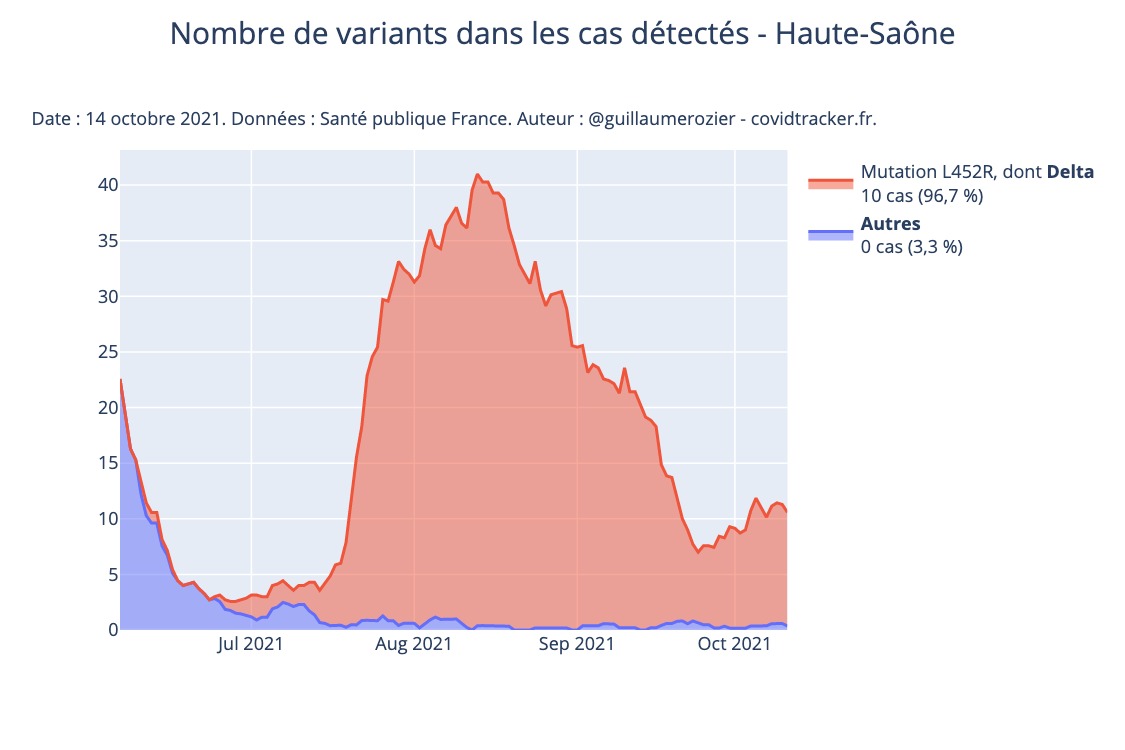 Nombre de variants dans les cas détectés - Haute-Saône
Date : 14 octobre 2021. Données : Santé publique France. Auteur : @guillaumerozier - covidtracker.fr.
Mutation L452R, dont Delta
10 cas (96,7 %)
Autres
0 cas (3,3 %)
40
35
30
25
20
15
10
5
0
Jul 2021
Aug 2021
Sep 2021
Oct 2021